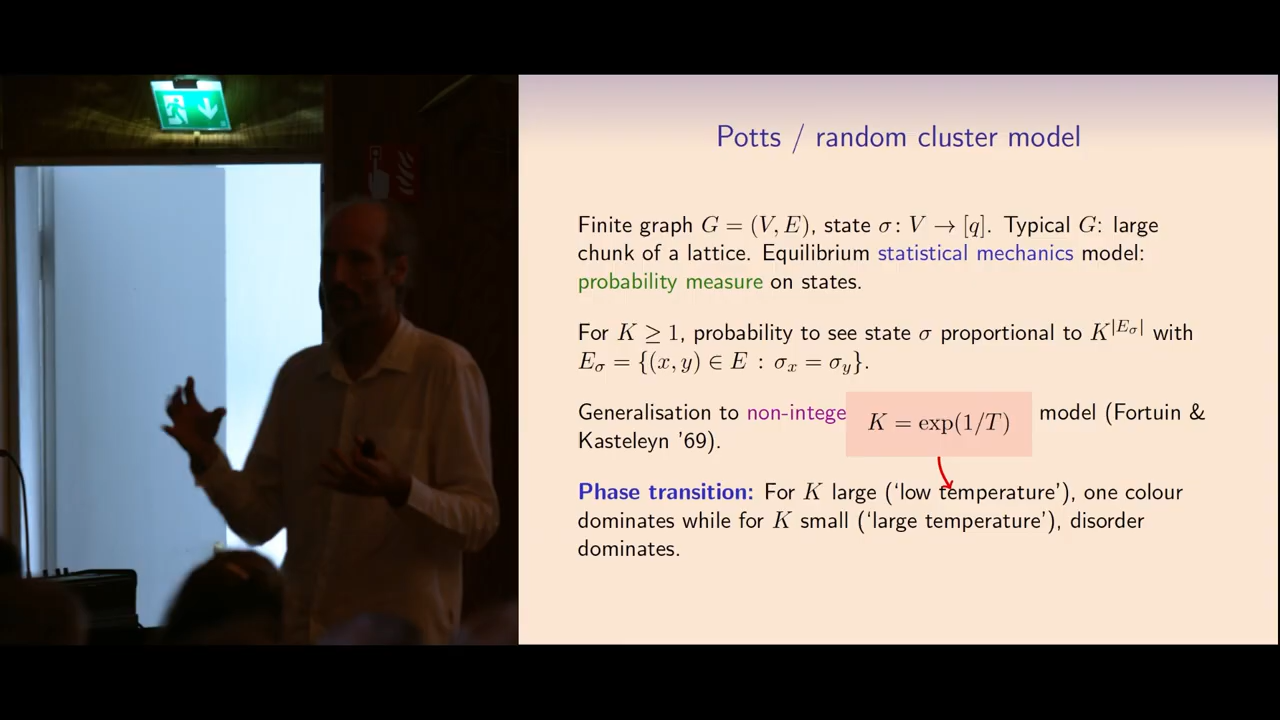 Potts / random cluster model
Finite graph G = (V, E), state σ: V → [q]. Typical G: large
chunk of a lattice. Equilibrium statistical mechanics model:
probability measure on states.
For K ≥ 1, probability to see state σ proportional to K^{|E_σ|} with
E_σ = {(x, y) ∈ E : σ_x = σ_y}.
Generalisation to non-intege model (Fortuin &
K = exp(1/T)
Kasteleyn '69).
Phase transition: For K large ('low temperature'), one colour
dominates while for K small ('large temperature'), disorder
dominates.